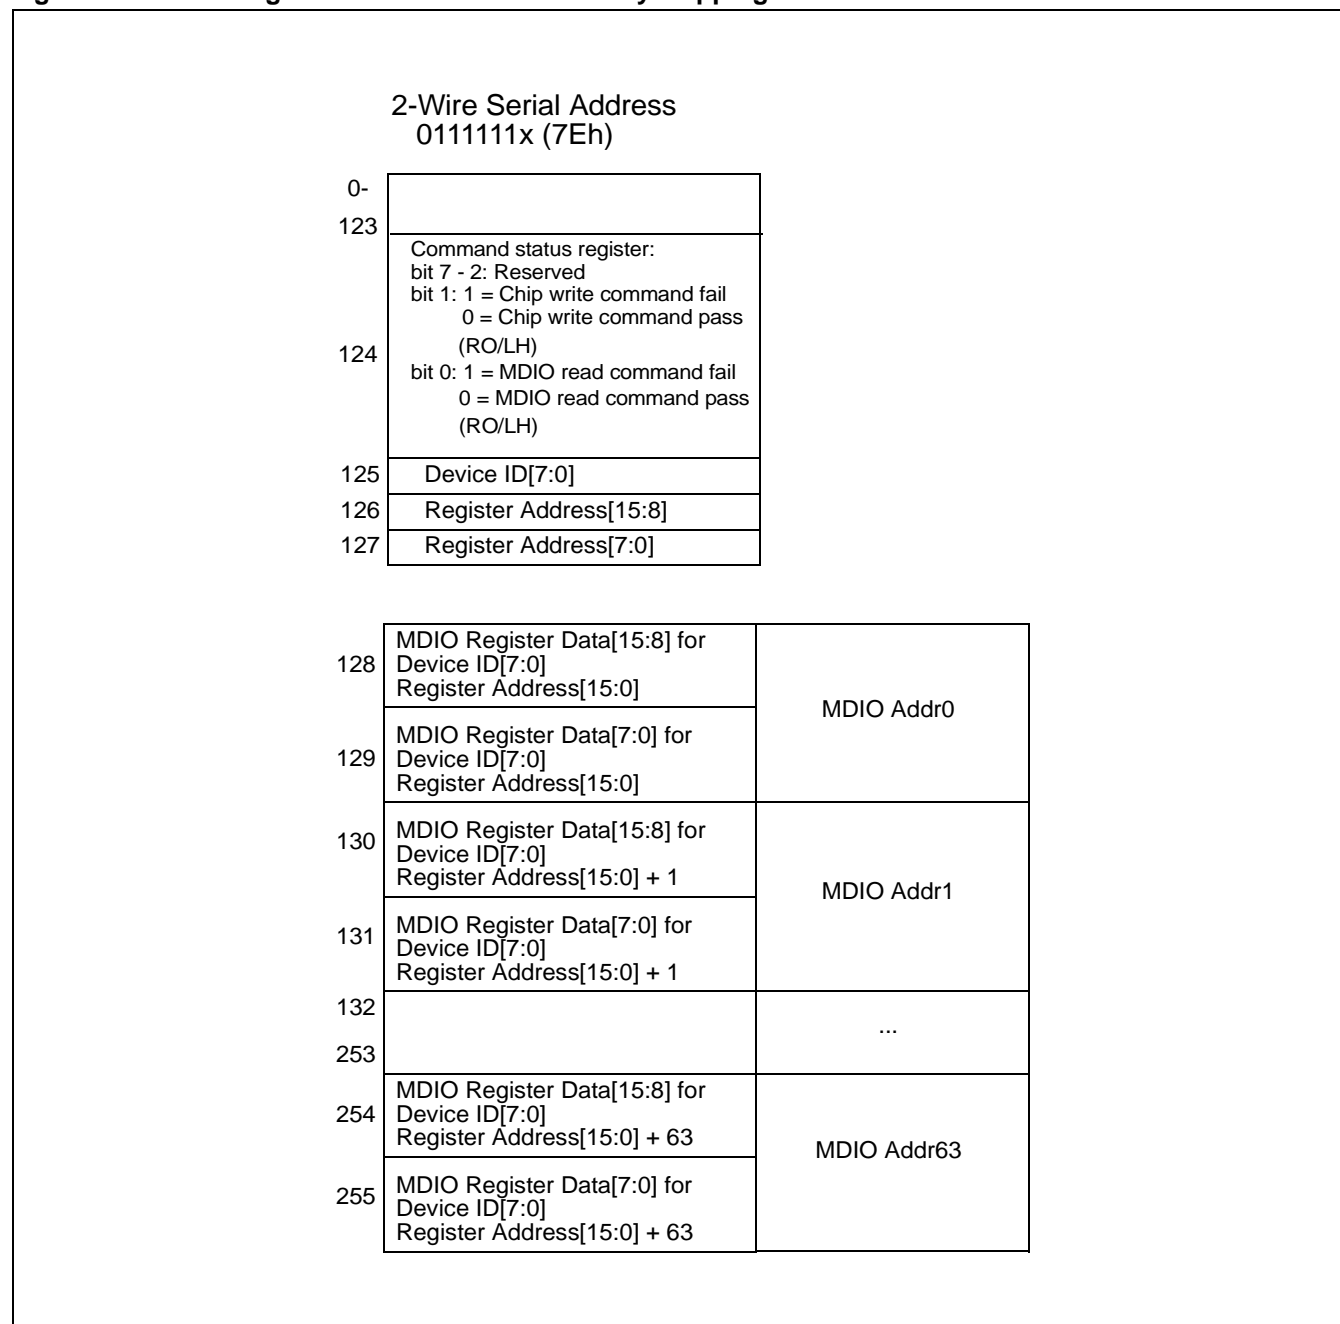 2-Wire Serial Address
0111111x (7Eh)
0-
123
Command status register:
bit 7 - 2: Reserved
bit 1: 1 = Chip write command fail
0 = Chip write command pass
(RO/LH)
124
bit 0: 1 = MDIO read command fail
0 = MDIO read command pass
(RO/LH)
125 Device ID[7:0]
126 Register Address[15:8]
127 Register Address[7:0]
MDIO Register Data[15:8] for
128 Device ID[7:0]
Register Address[15:0]
MDIO Addr0
MDIO Register Data[7:0] for
129 Device ID[7:0]
Register Address[15:0]
MDIO Register Data[15:8] for
130 Device ID[7:0]
Register Address[15:0] + 1
MDIO Addr1
MDIO Register Data[7:0] for
131 Device ID[7:0]
Register Address[15:0] + 1
132
...
253
MDIO Register Data[15:8] for
254 Device ID[7:0]
Register Address[15:0] + 63
MDIO Addr63
MDIO Register Data[7:0] for
255 Device ID[7:0]
Register Address[15:0] + 63